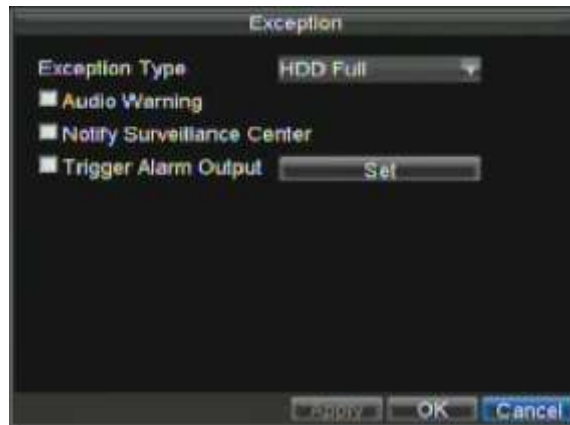 Exception
Exception Type HDD Full
Audio Warning
Notify Surveillance Center
Trigger Alarm Output Set
Apply OK Cancel